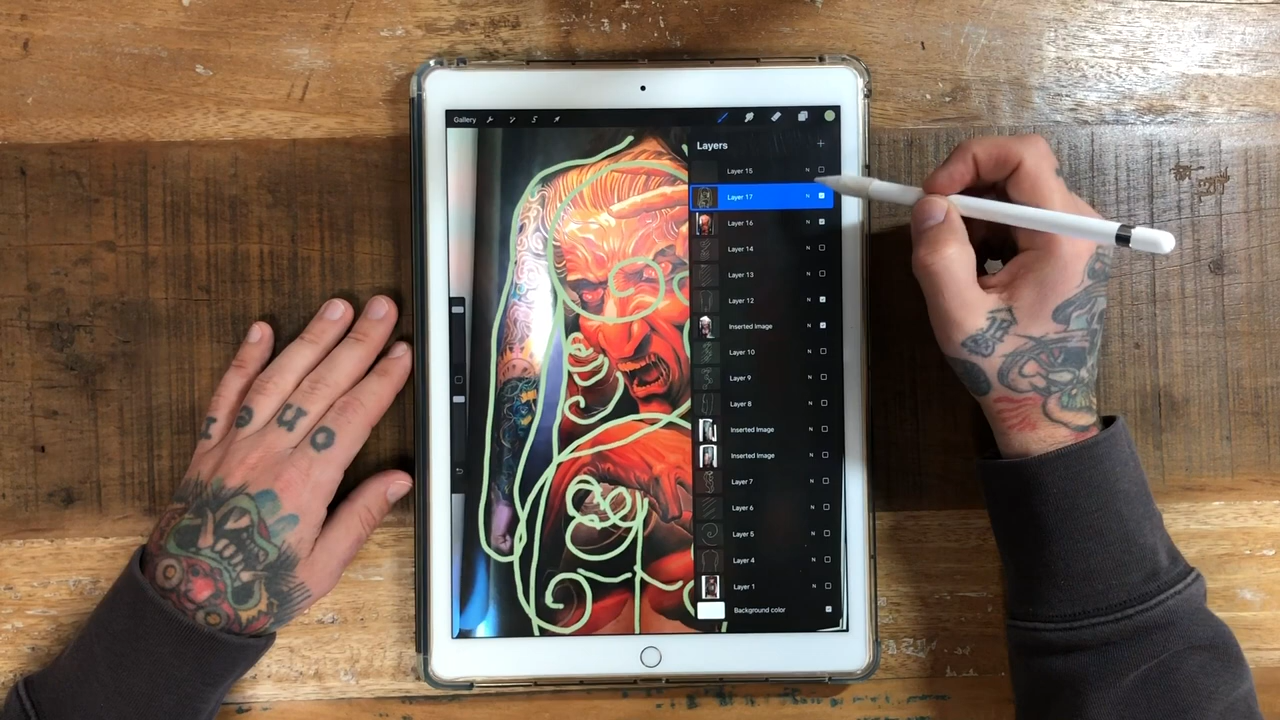 Gallery
Layers
Layer 15 N
Layer 17 N
Layer 16 N
Layer 14 N
Layer 13 N
Layer 12 N
Inserted Image N
Layer 10 N
Layer 9 N
Layer 8 N
Inserted Image N
Inserted Image N
Layer 7 N
Layer 6 N
Layer 5 N
Layer 4 N
Layer 1 N
Background color